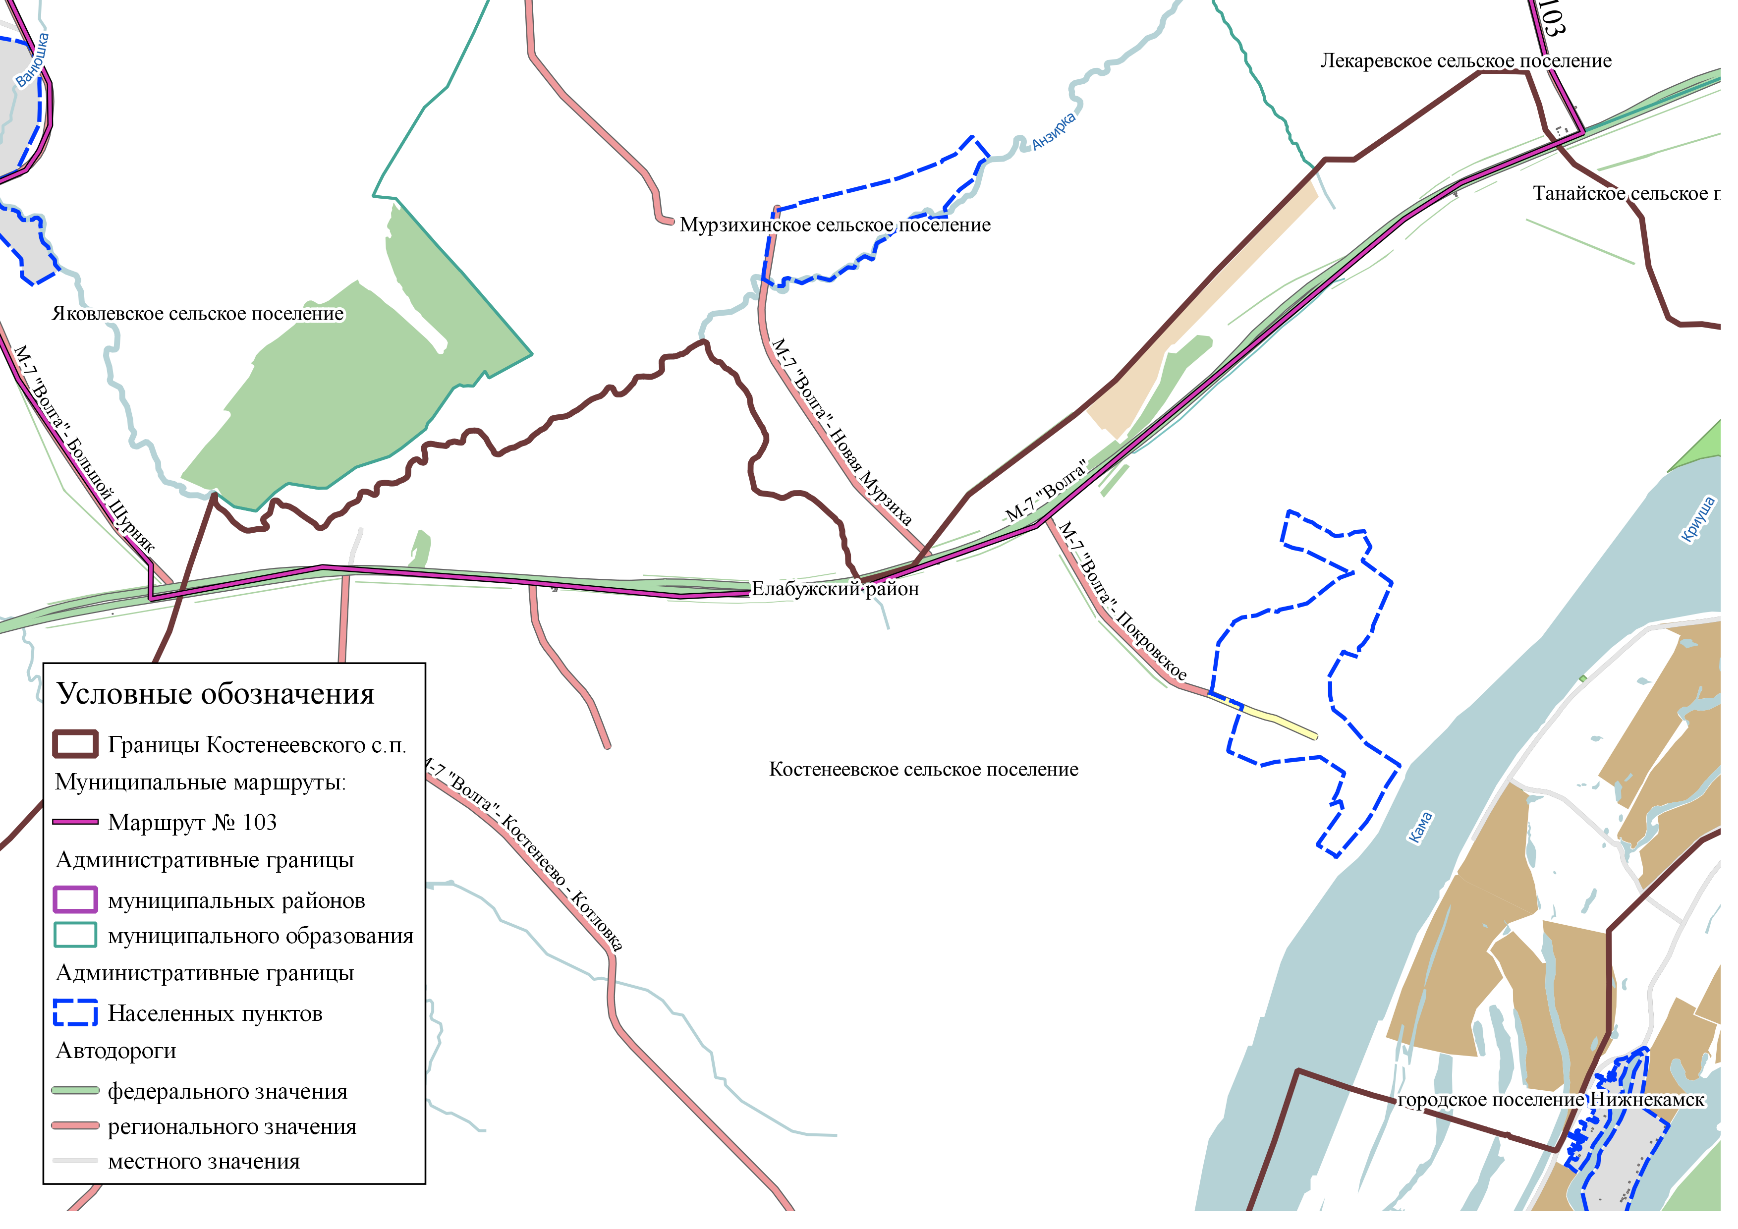 103
Лекаревское сельское поселение
Ванюшка
Анзирка
Танайское сельское п
Мурзихинское сельское поселение
Яковлевское сельское поселение
М-7 "Волга"- Большой Шурняк
М-7 "Волга"- Новая Мурзиха
М-7 "Волга"
М-7 "Волга"- Покровское
Криуша
Елабужский район
Костенеевское сельское поселение
Кама
М-7 "Волга"- Костенеево - Котловка
городское поселение Нижнекамск
Условные обозначения
Границы Костенеевского с.п.
Муниципальные маршруты:
Маршрут № 103
Административные границы
муниципальных районов
муниципального образования
Административные границы
Населенных пунктов
Автодороги
федерального значения
регионального значения
местного значения